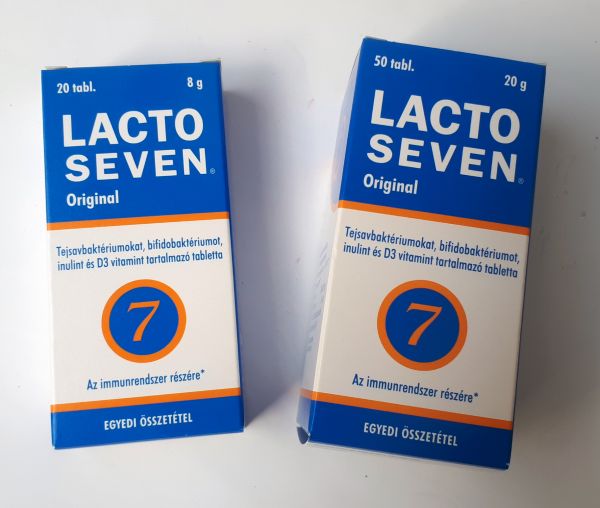 20 tabl. 8 g
LACTO
SEVEN®
Original
Tejsavbaktériumokat, bifidobaktériumot,
inulint és D3 vitamint tartalmazó tabletta
7
Az immunrendszer részére*
EGYEDI ÖSSZETÉTEL
50 tabl. 20 g
LACTO
SEVEN®
Original
Tejsavbaktériumokat, bifidobaktériumot,
inulint és D3 vitamint tartalmazó tabletta
7
Az immunrendszer részére*
EGYEDI ÖSSZETÉTEL